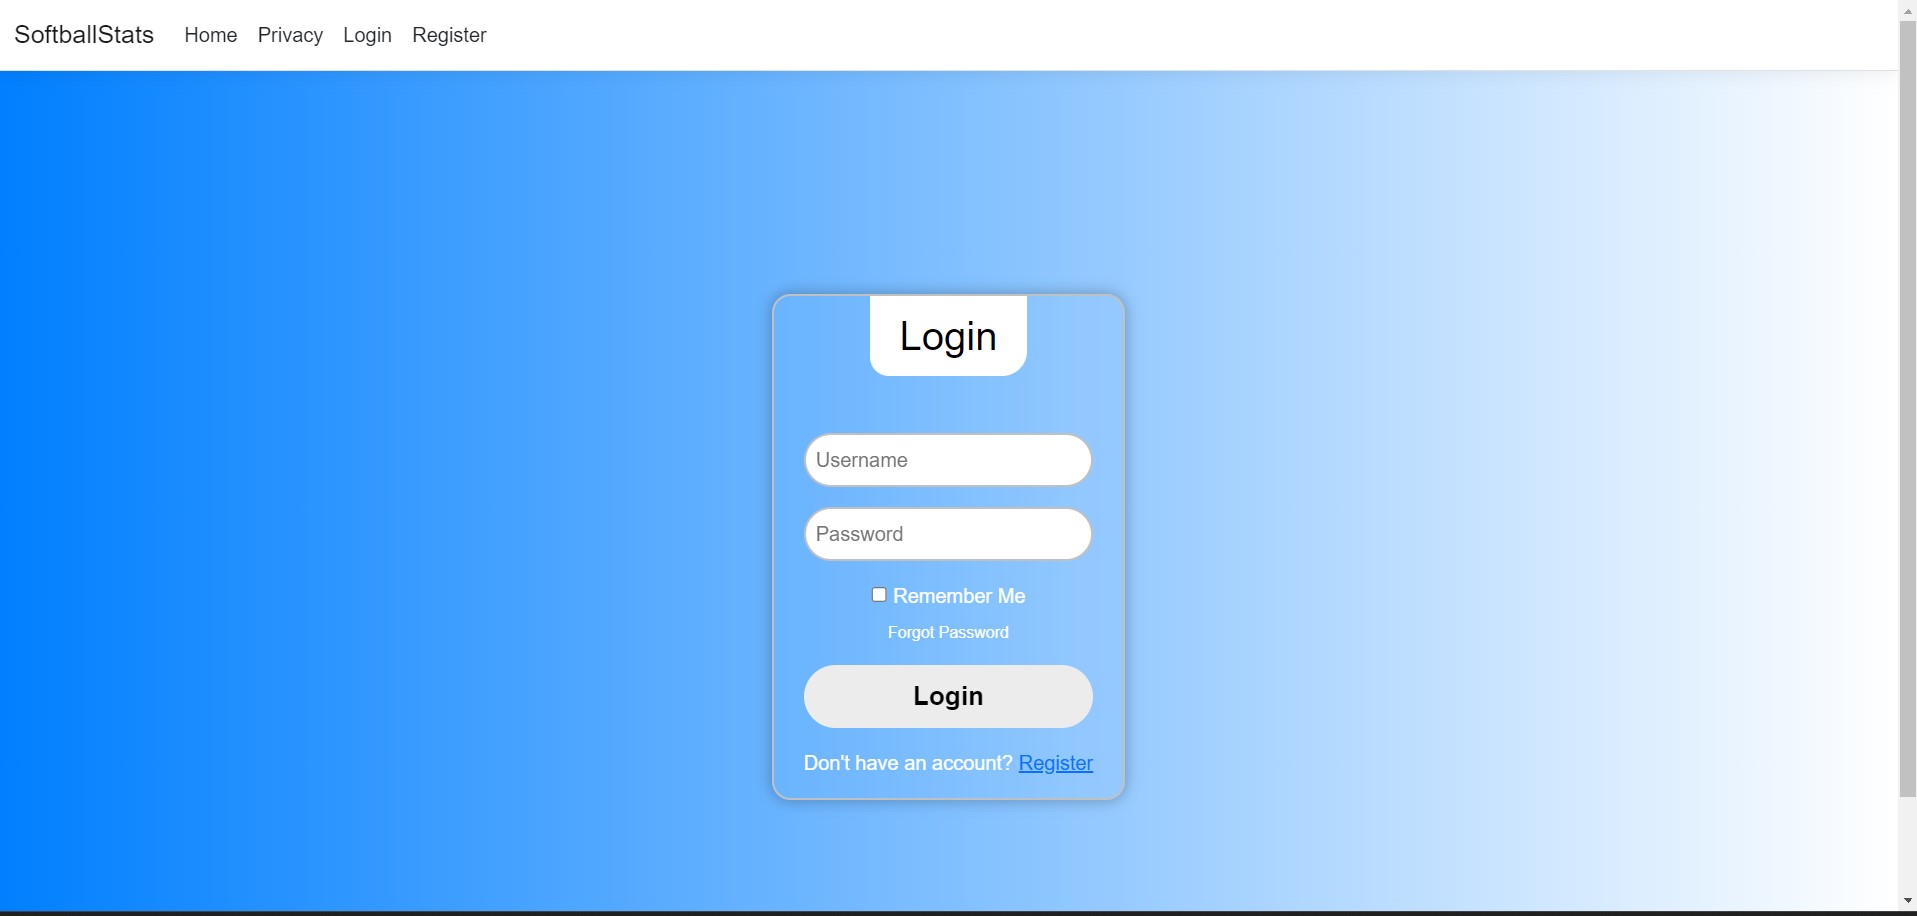 SoftballStats Home Privacy Login Register
Login
Username
Password
Remember Me
Forgot Password
Login
Don't have an account? Register